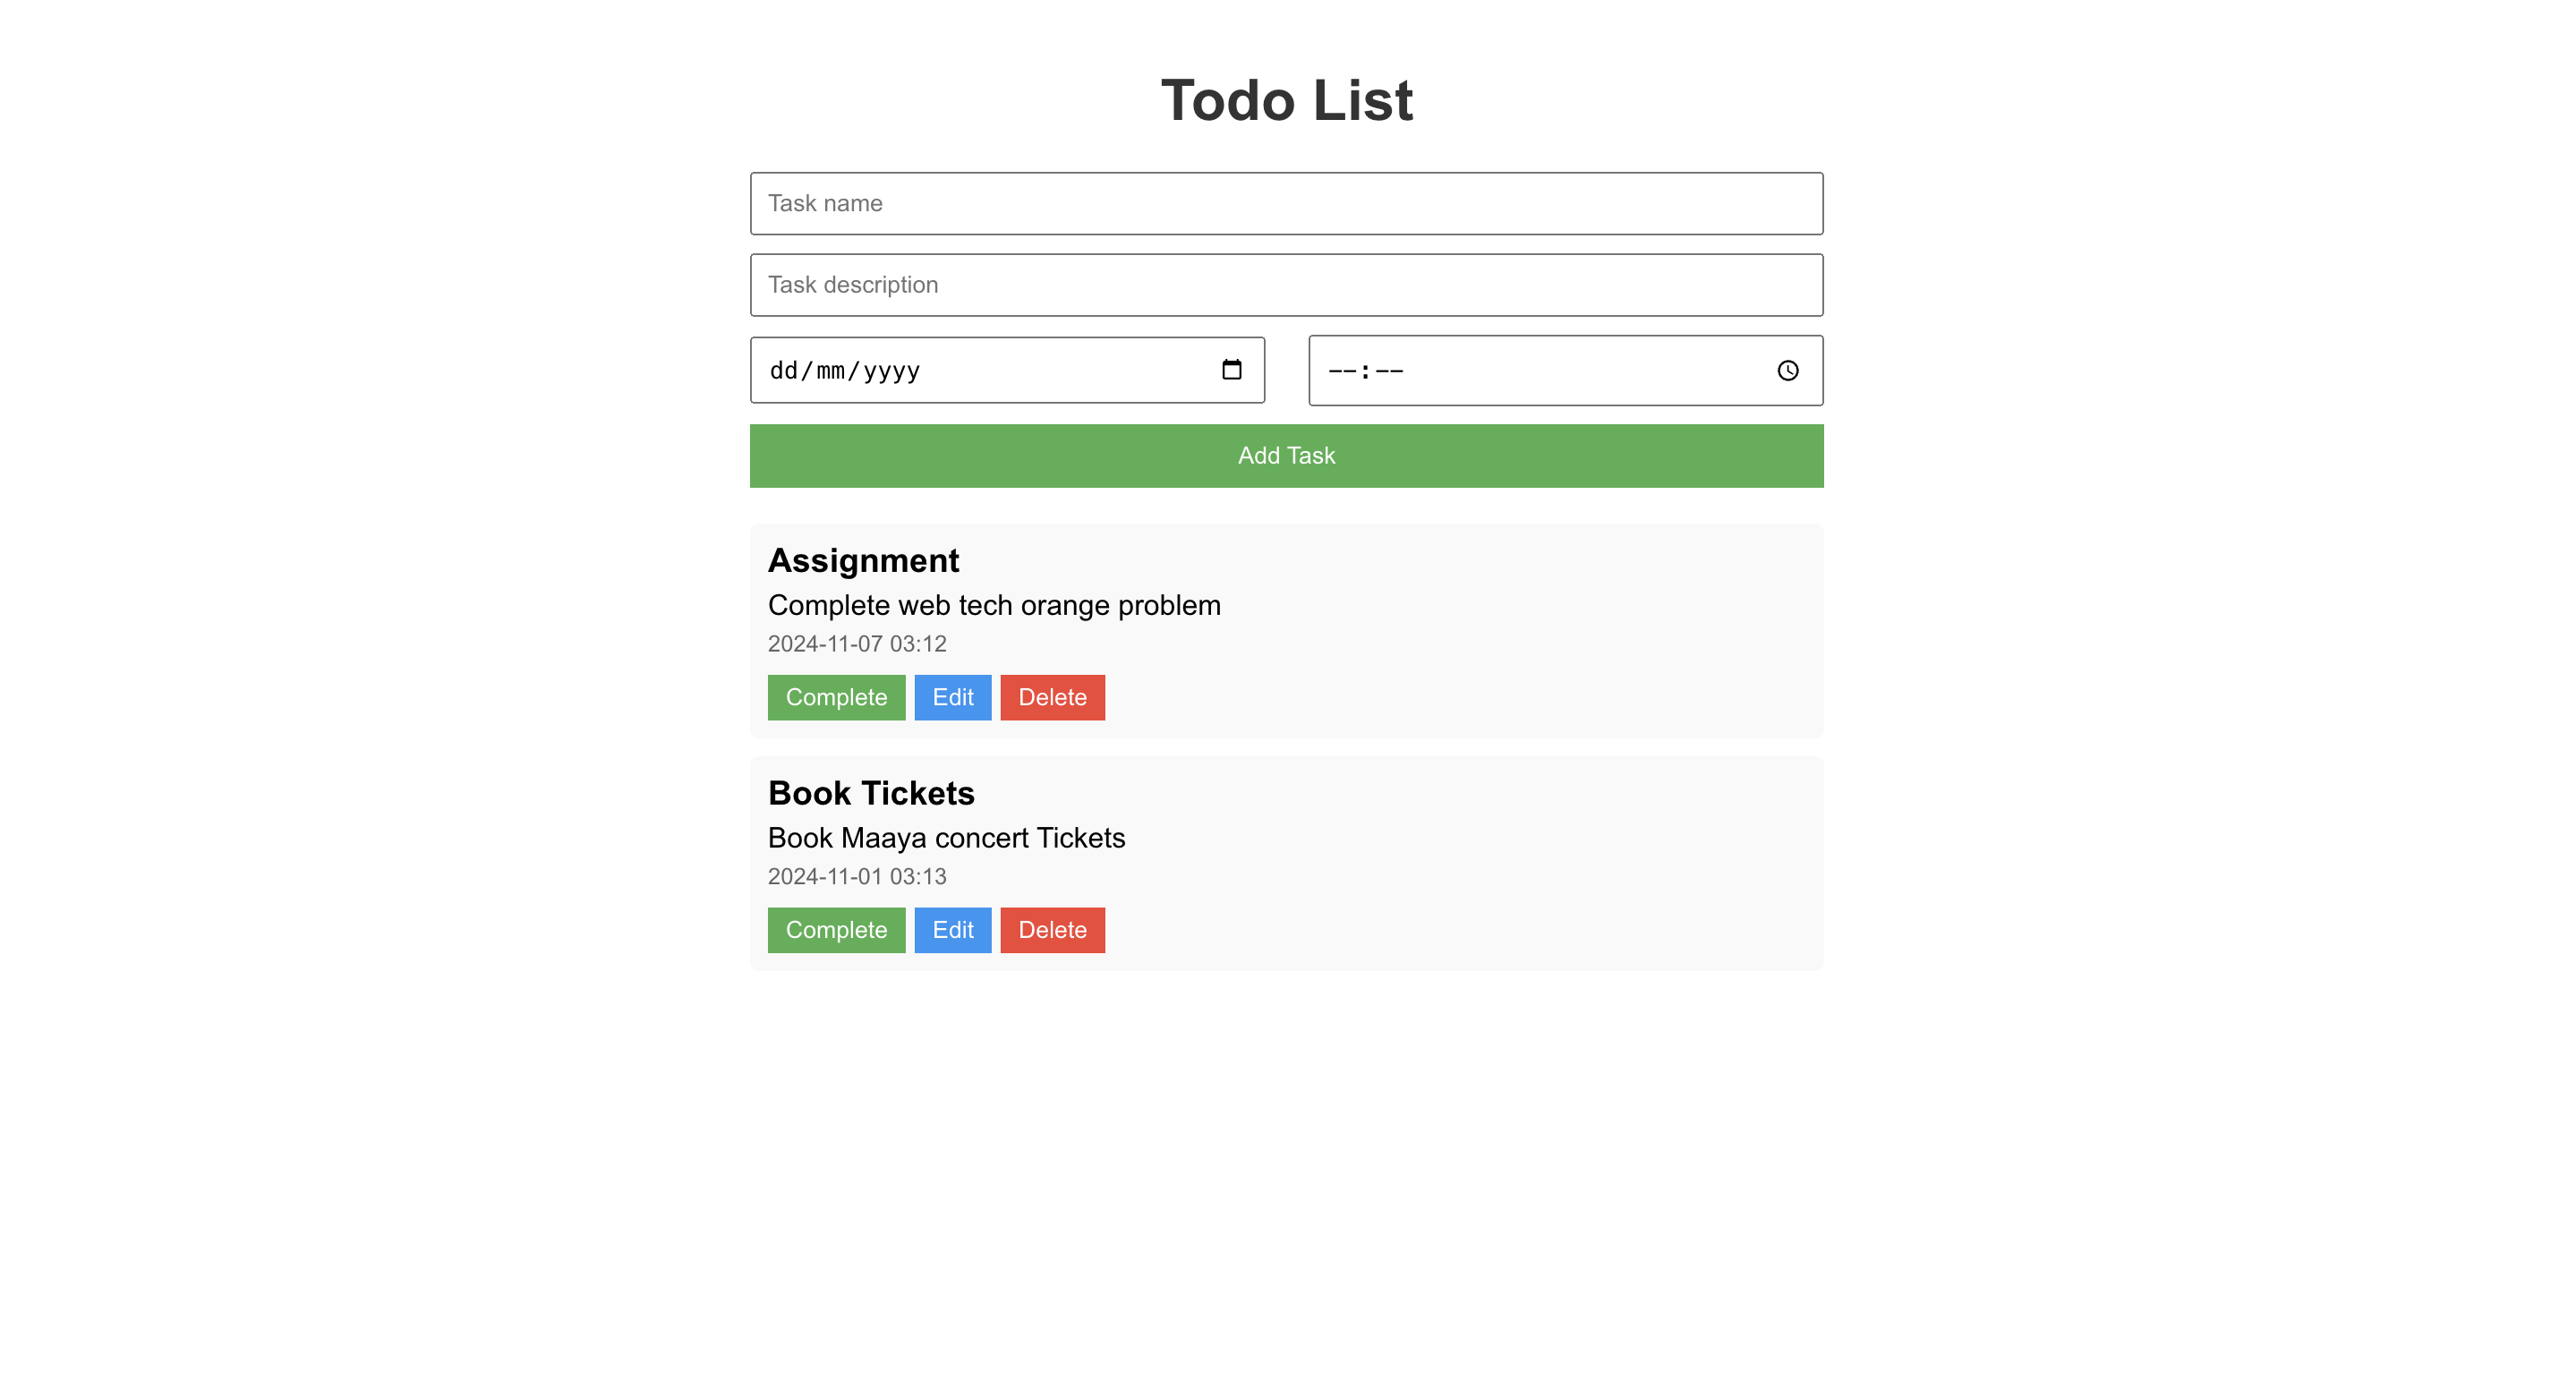 Todo List
Task name
Task description
dd/mm/yyyy --:--
Add Task
Assignment
Complete web tech orange problem
2024-11-07 03:12
Complete Edit Delete
Book Tickets
Book Maaya concert Tickets
2024-11-01 03:13
Complete Edit Delete